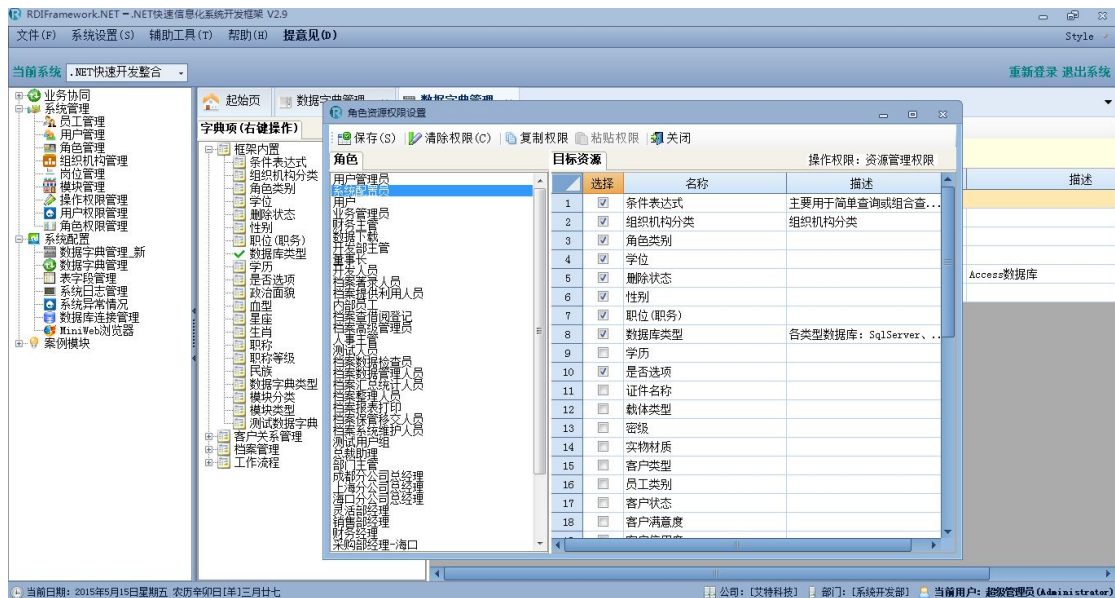 RDIFramework.NET - .NET快速信息化系统开发框架 V2.9
文件(F) 系统设置(S) 辅助工具(T) 帮助(H) 提意见(D)
Style
当前系统 .NET快速开发整合
重新登录 退出系统
业务协同
系统管理
员工管理
用户管理
角色管理
组织机构管理
岗位管理
模块管理
操作权限管理
用户权限管理
角色权限管理
系统配置
数据字典管理_新
数据字典管理
表字段管理
系统日志管理
系统异常情况
数据库连接管理
MiniWeb浏览器
案例模块
起始页
字典项(右键操作)
框架内置
条件表达式
组织机构分类
角色类别
学位
删除状态
性别
职位(职务)
数据库类型
学历
是否选项
政治面貌
血型
星座
生肖
职称
职称等级
民族
数据字典类型
模块分类
模块类型
测试数据字典
客户关系管理
档案管理
工作流程
角色资源权限设置
保存(S) 清除权限(C) 复制权限 粘贴权限 关闭
角色
用户管理员
系统配置员
用户
业务管理员
财务主管
数据下载
开发部主管
董事长
开发人员
档案著录人员
档案提供利用人员
内部员工
档案查借阅登记
档案高级管理员
人事主管
测试人员
档案数据检查员
档案数据管理人员
档案汇总统计人员
档案整理人员
档案报表打印
档案保管移交人员
档案系统维护人员
测试用户组
总裁助理
部门主管
成都分公司总经理
上海分公司总经理
海口分公司总经理
灵活部经理
销售部经理
财务经理
采购部经理-海口
目标资源 操作权限: 资源管理权限
选择 名称 描述
1 条件表达式 主要用于简单查询或组合查...
2 组织机构分类 组织机构分类
3 角色类别
4 学位
5 删除状态
6 性别
7 职位(职务)
8 数据库类型 各类型数据库: SqlServer、...
9 学历
10 是否选项
11 证件名称
12 载体类型
13 密级
14 实物材质
15 客户类型
16 员工类别
17 客户状态
18 客户满意度
描述
Access数据库
当前日期: 2015年5月15日星期五 农历辛卯日[羊]三月廿七
公司: [艾特科技] 部门: [系统开发部] 当前用户: 超级管理员(Administrator)